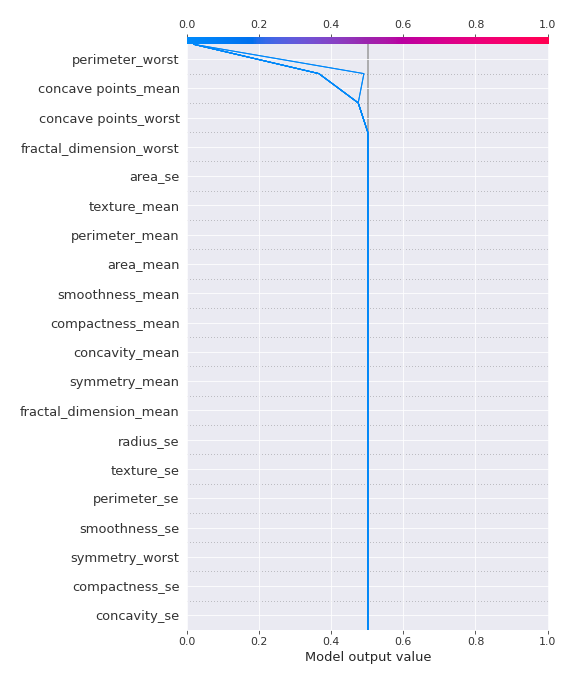 0.0 0.2 0.4 0.6 0.8 1.0
perimeter_worst
concave points_mean
concave points_worst
fractal_dimension_worst
area_se
texture_mean
perimeter_mean
area_mean
smoothness_mean
compactness_mean
concavity_mean
symmetry_mean
fractal_dimension_mean
radius_se
texture_se
perimeter_se
smoothness_se
symmetry_worst
compactness_se
concavity_se
0.0 0.2 0.4 0.6 0.8 1.0
Model output value